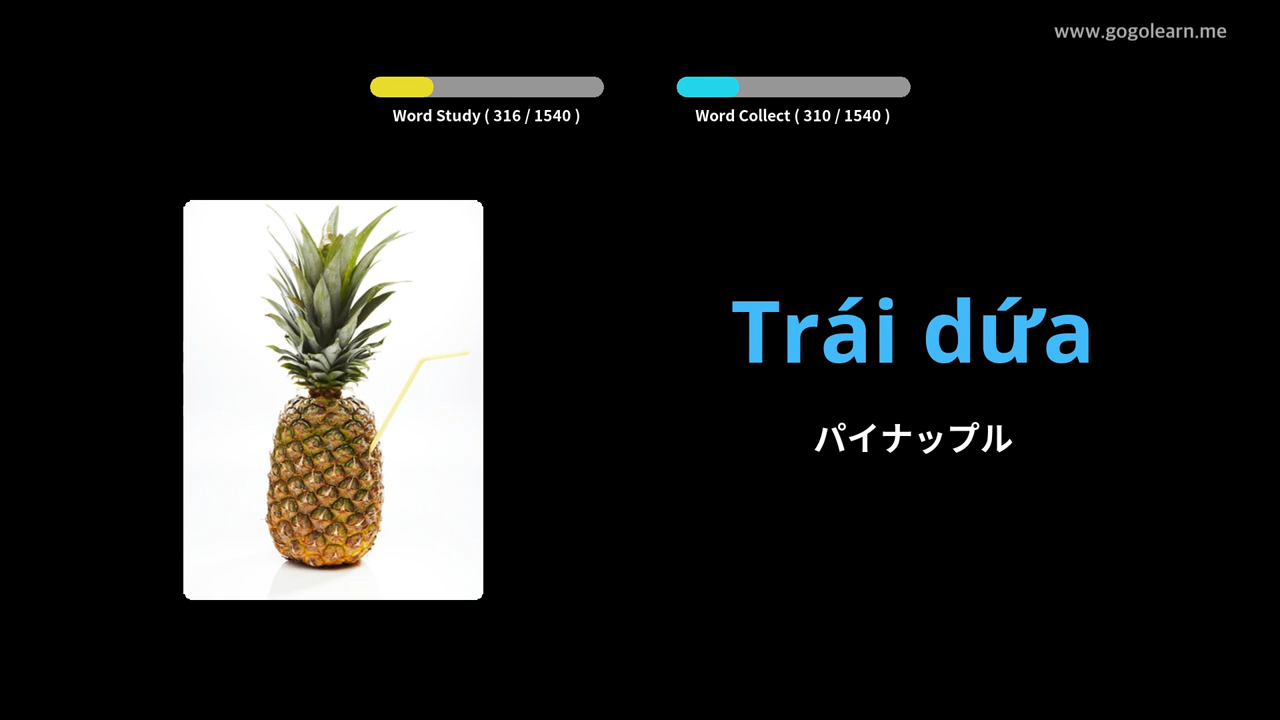 www.gogolearn.me
Word Study ( 316 / 1540 )
Word Collect ( 310 / 1540 )
Trái dứa
パイナップル